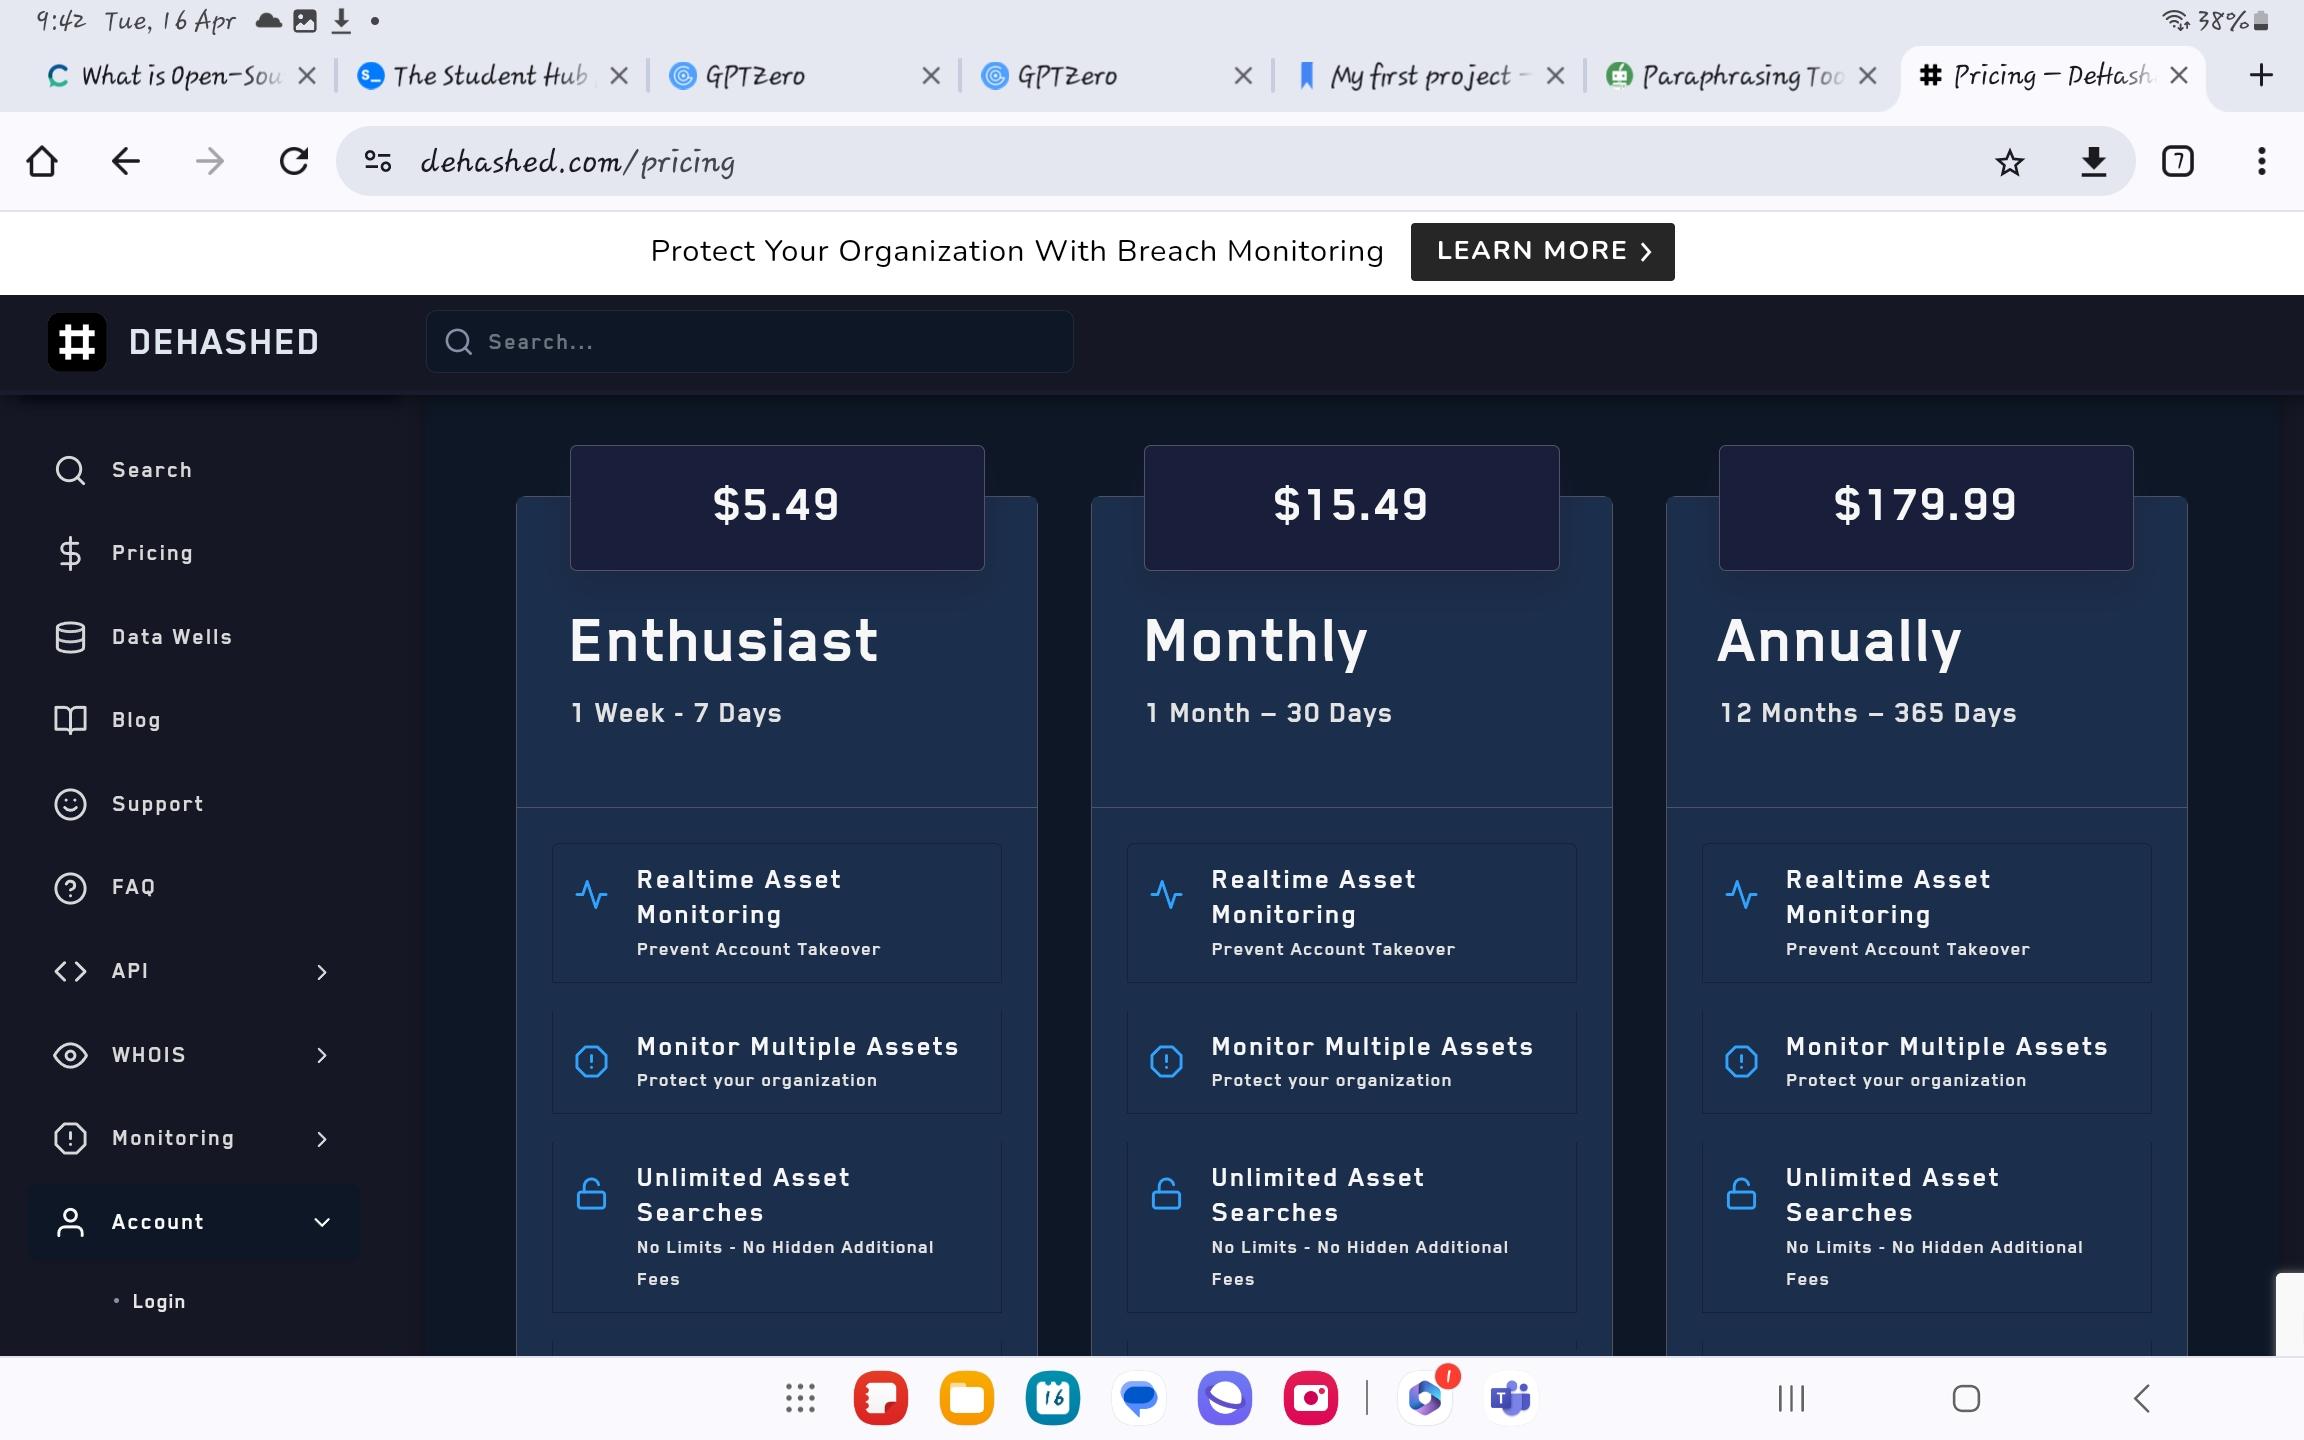 9:42 Tue, 16 Apr
38%
What is Open-Sou
The Student Hub
GPTZero
GPTZero
My first project -
Paraphrasing Too
Pricing — DeHash
dehashed.com/pricing
7
Protect Your Organization With Breach Monitoring
LEARN MORE
DEHASHED
Search...
Search
Pricing
Data Wells
Blog
Support
FAQ
API
WHOIS
Monitoring
Account
Login
$5.49
Enthusiast
1 Week - 7 Days
Realtime Asset
Monitoring
Prevent Account Takeover
Monitor Multiple Assets
Protect your organization
Unlimited Asset
Searches
No Limits - No Hidden Additional
Fees
$15.49
Monthly
1 Month – 30 Days
Realtime Asset
Monitoring
Prevent Account Takeover
Monitor Multiple Assets
Protect your organization
Unlimited Asset
Searches
No Limits - No Hidden Additional
Fees
$179.99
Annually
12 Months – 365 Days
Realtime Asset
Monitoring
Prevent Account Takeover
Monitor Multiple Assets
Protect your organization
Unlimited Asset
Searches
No Limits - No Hidden Additional
Fees
16
1